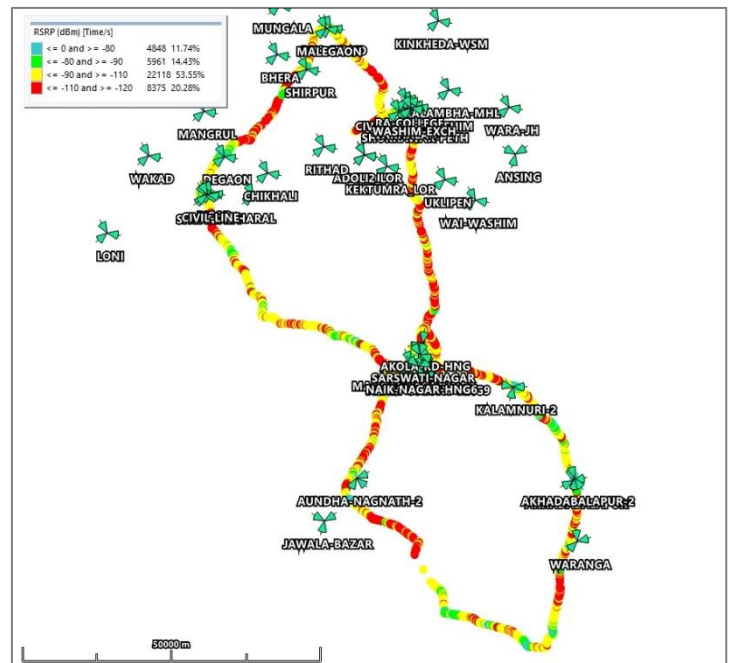 RSRP (dBm) [Time/s]
<= 0 and >= -80 4848 11.74%
<= -80 and >= -90 5961 14.43%
<= -90 and >= -110 22118 53.55%
<= -110 and >= -120 8375 20.28%
MUNGALA
MALEGAON
KINKHEDA-WSM
BHERA
SHIRPUR
ALAMBHA-MHL
WARA-JH
WASHIM-EXCH
MANGRUL
RITHAD
WAKAD
DEGAON
ANSING
CHIKHALI
UKLIPEN
CIVIL-LINE
WAI-WASHIM
LONI
AKOLA-RD-HNG
SARSWATI-NAGAR
NAIK-NAGAR-HNG
KALAMNURI-2
AUNDHA-NAGNATH-2
AKHADABALAPUR-2
JAWALA-BAZAR
WARANGA
50000 m